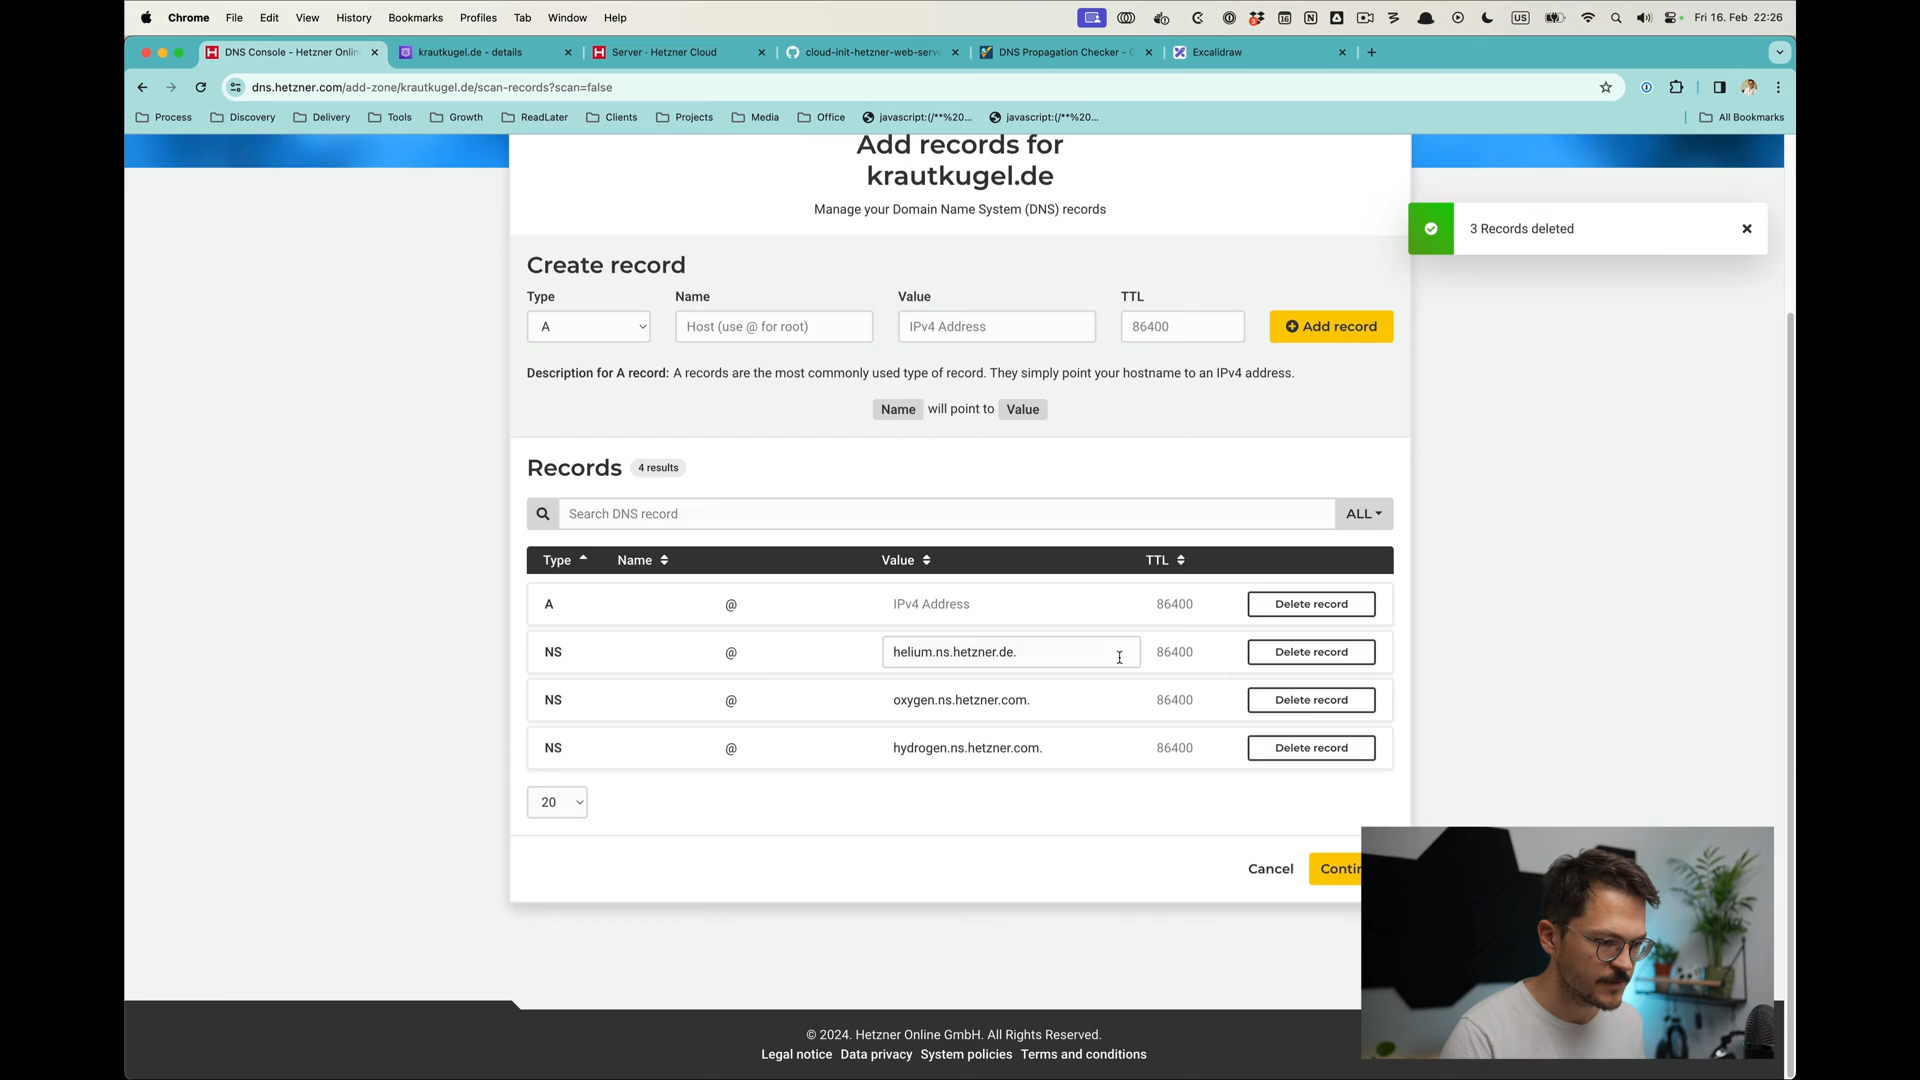 Chrome File Edit View History Bookmarks Profiles Tab Window Help
16
US
Fri 16. Feb 22:26
DNS Console - Hetzner Onlin
krautkugel.de - details
Server · Hetzner Cloud
cloud-init-hetzner-web-serv
DNS Propagation Checker - G
Excalidraw
dns.hetzner.com/add-zone/krautkugel.de/scan-records?scan=false
Process Discovery Delivery Tools Growth ReadLater Clients Projects Media Office javascript:(/**%20... javascript:(/**%20... All Bookmarks
Add records for
krautkugel.de
Manage your Domain Name System (DNS) records
3 Records deleted
Create record
Type Name Value TTL
A Host (use @ for root) IPv4 Address 86400 Add record
Description for A record: A records are the most commonly used type of record. They simply point your hostname to an IPv4 address.
Name will point to Value
Records 4 results
Search DNS record ALL
Type Name Value TTL
A @ IPv4 Address 86400 Delete record
NS @ helium.ns.hetzner.de. 86400 Delete record
NS @ oxygen.ns.hetzner.com. 86400 Delete record
NS @ hydrogen.ns.hetzner.com. 86400 Delete record
20
Cancel Contin
© 2024. Hetzner Online GmbH. All Rights Reserved.
Legal notice Data privacy System policies Terms and conditions